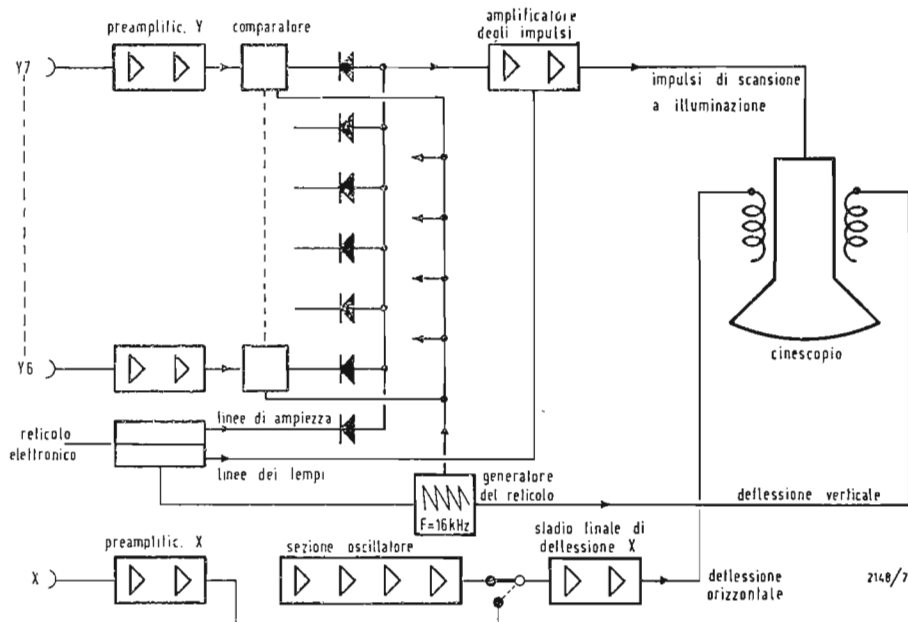 preamplific. Y
comparatore
amplificatore
degli impulsi
Y7
impulsi di scansione
a illuminazione
cinescopio
Y6
linee di ampiezza
reticolo
elettronico
linee dei tempi
generatore
del reticolo
F=16kHz
deflessione verticale
preamplific. X
sezione oscillatore
stadio finale di
deflessione X
X
deflessione
orizzontale
2148/7